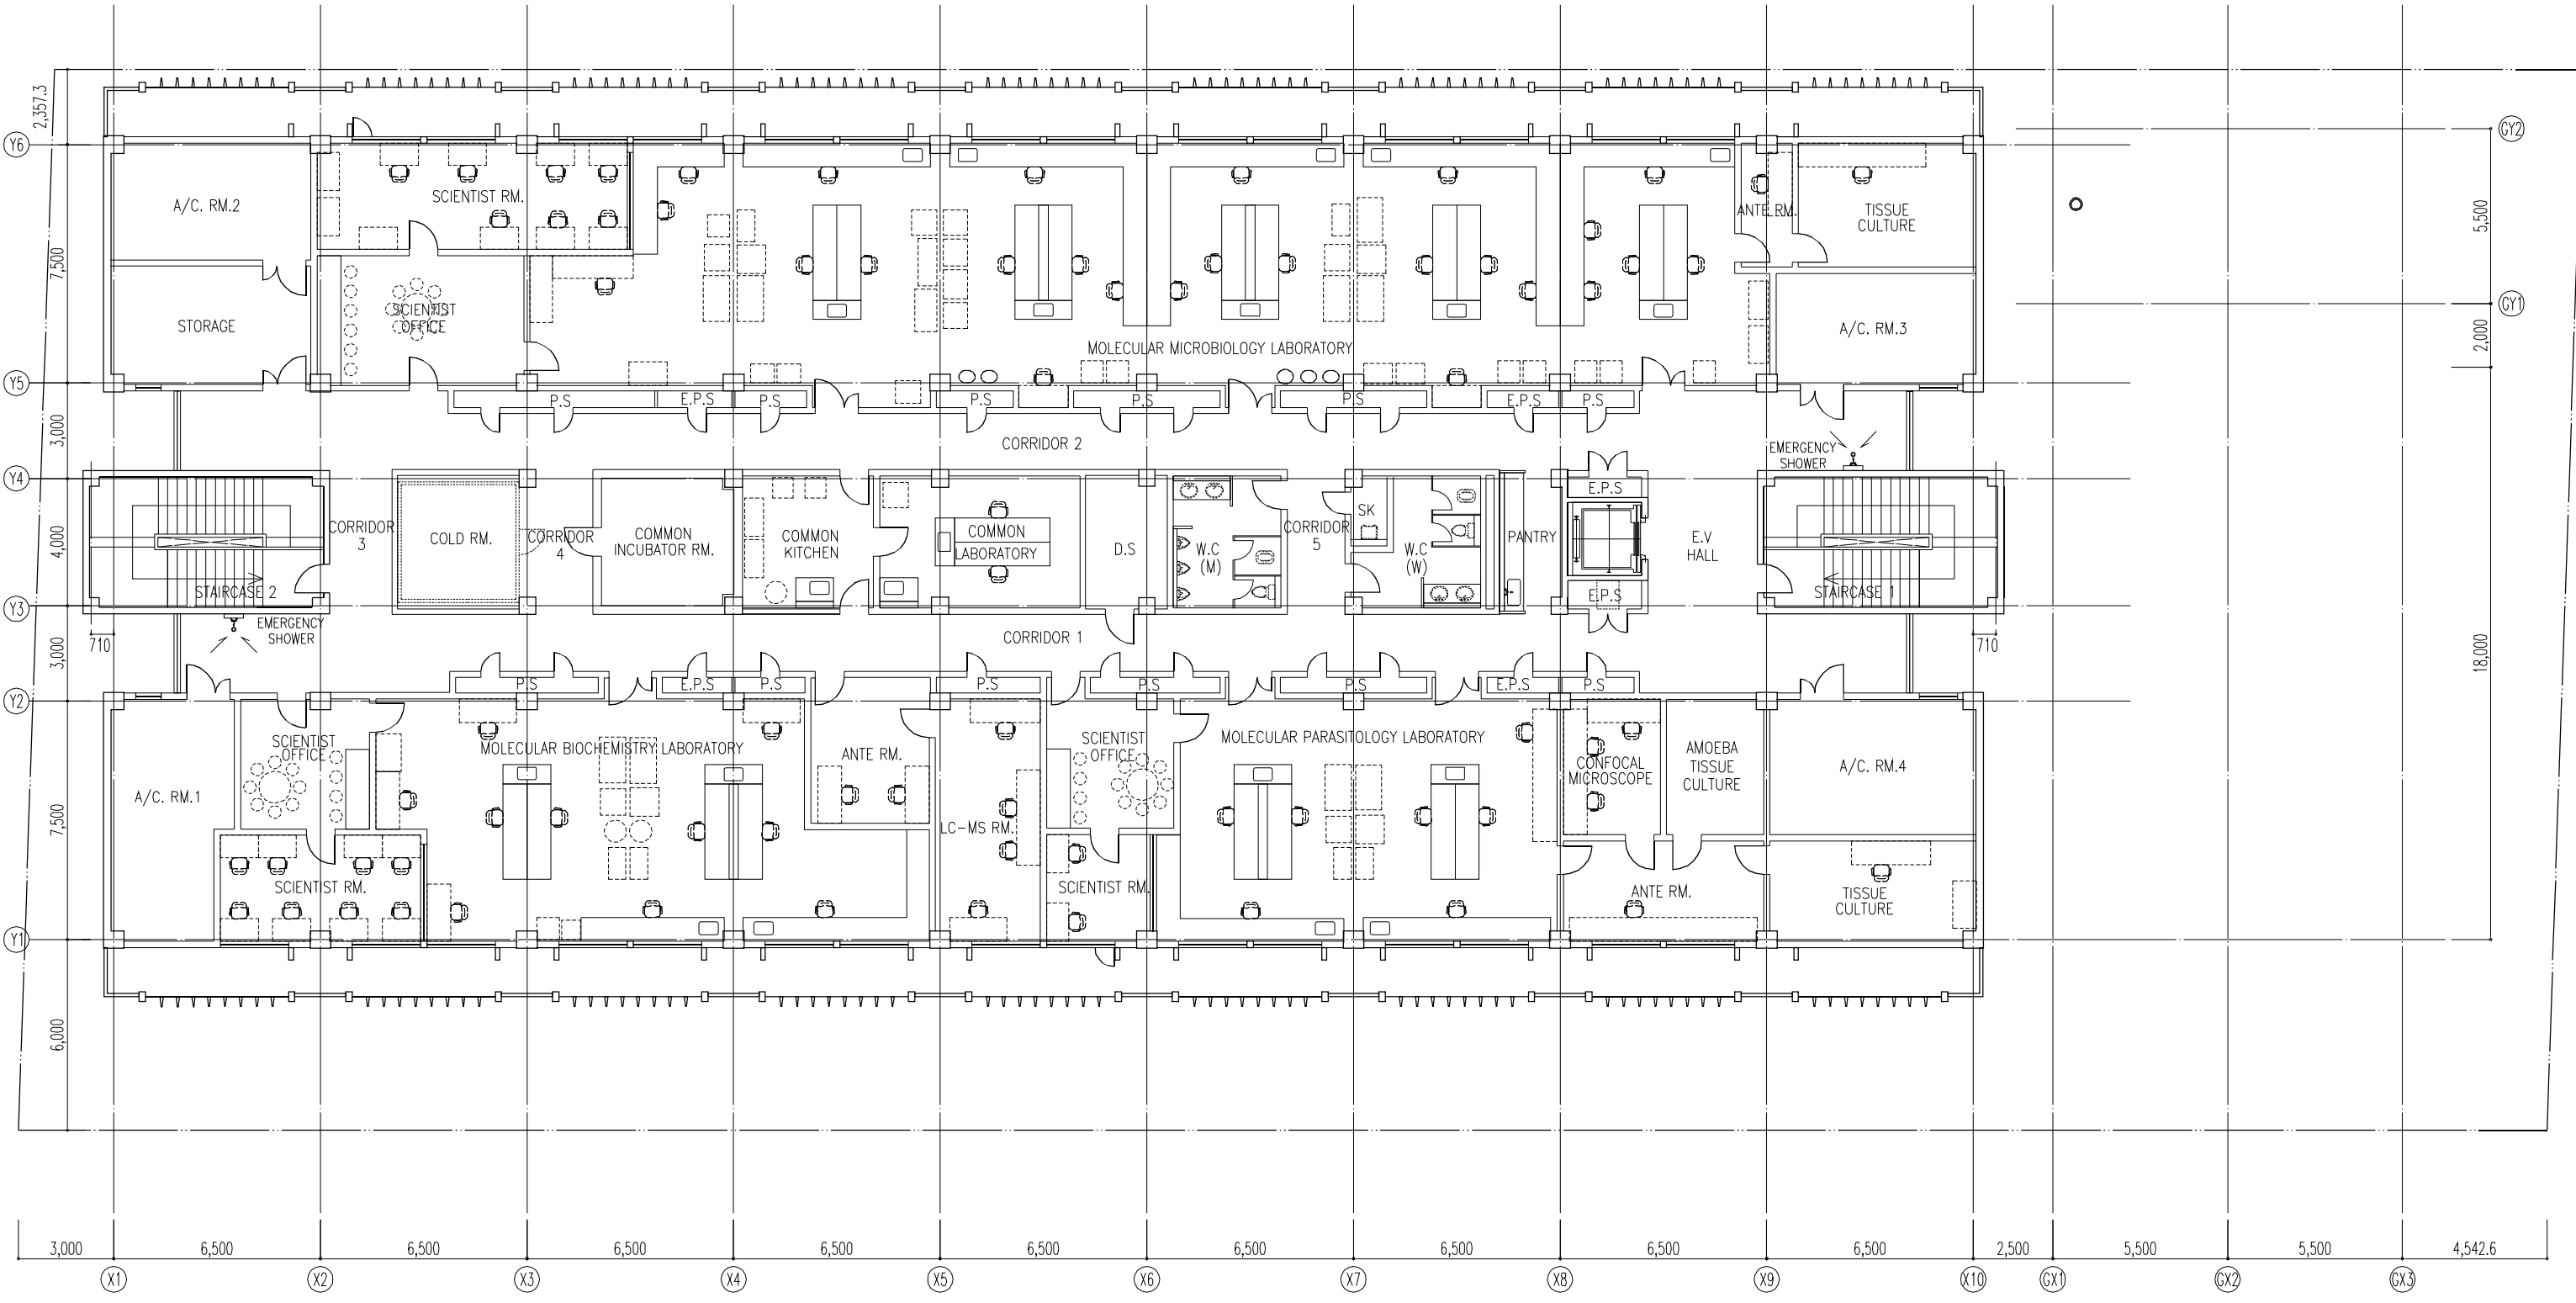 2,357.3
Y6
GY2
A/C. RM.2
SCIENTIST RM.
ANTE RM.
TISSUE
CULTURE
7,500
5,500
GY1
STORAGE
SCIENTIST
OFFICE
MOLECULAR MICROBIOLOGY LABORATORY
A/C. RM.3
2,000
Y5
P.S
E.P.S
P.S
P.S
P.S
P.S
E.P.S
P.S
3,000
CORRIDOR 2
EMERGENCY
SHOWER
Y4
4,000
CORRIDOR
3
COLD RM.
CORRIDOR
4
COMMON
INCUBATOR RM.
COMMON
KITCHEN
COMMON
LABORATORY
D.S
W.C
(M)
CORRIDOR
5
SK
W.C
(W)
PANTRY
E.P.S
E.V
HALL
E.P.S
STAIRCASE 2
STAIRCASE 1
Y3
710
EMERGENCY
SHOWER
CORRIDOR 1
710
3,000
18,000
P.S
E.P.S
P.S
P.S
P.S
P.S
E.P.S
P.S
Y2
SCIENTIST
OFFICE
MOLECULAR BIOCHEMISTRY LABORATORY
ANTE RM.
SCIENTIST
OFFICE
MOLECULAR PARASITOLOGY LABORATORY
CONFOCAL
MICROSCOPE
AMOEBA
TISSUE
CULTURE
A/C. RM.4
A/C. RM.1
7,500
LC-MS RM.
SCIENTIST RM.
SCIENTIST RM.
ANTE RM.
TISSUE
CULTURE
Y1
6,000
3,000
6,500
6,500
6,500
6,500
6,500
6,500
6,500
6,500
6,500
2,500
5,500
5,500
4,542.6
X1
X2
X3
X4
X5
X6
X7
X8
X9
X10
GX1
GX2
GX3